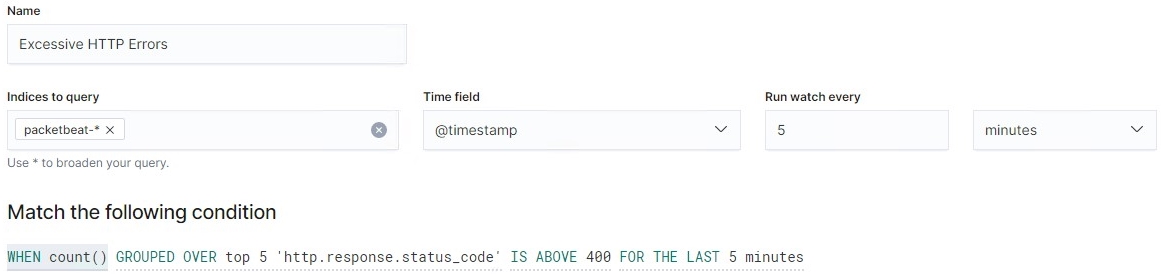 Name
Excessive HTTP Errors
Indices to query
Time field
Run watch every
packetbeat-* ×
@timestamp
5
minutes
Use * to broaden your query.
Match the following condition
WHEN count() GROUPED OVER top 5 'http.response.status_code' IS ABOVE 400 FOR THE LAST 5 minutes